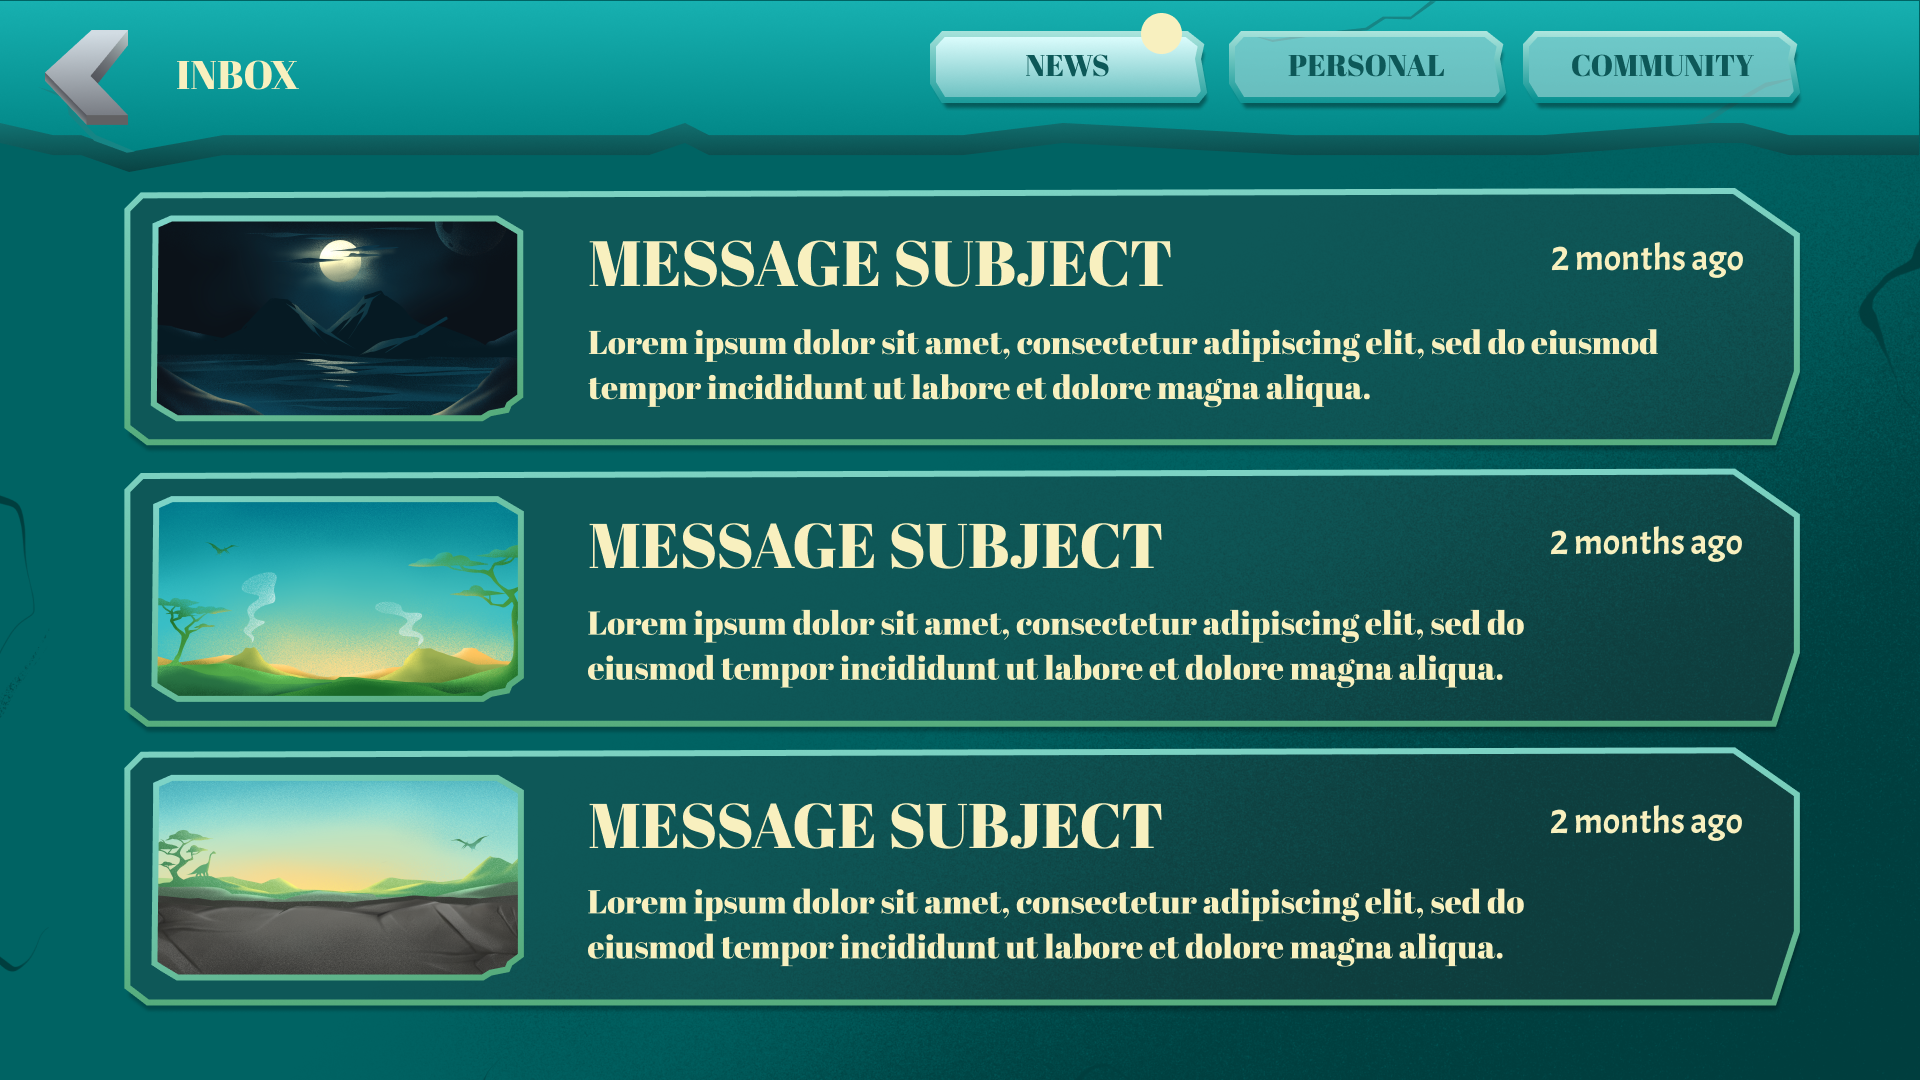 INBOX
NEWS
PERSONAL
COMMUNITY
MESSAGE SUBJECT
2 months ago
Lorem ipsum dolor sit amet, consectetur adipiscing elit, sed do eiusmod
tempor incididunt ut labore et dolore magna aliqua.
MESSAGE SUBJECT
2 months ago
Lorem ipsum dolor sit amet, consectetur adipiscing elit, sed do
eiusmod tempor incididunt ut labore et dolore magna aliqua.
MESSAGE SUBJECT
2 months ago
Lorem ipsum dolor sit amet, consectetur adipiscing elit, sed do
eiusmod tempor incididunt ut labore et dolore magna aliqua.